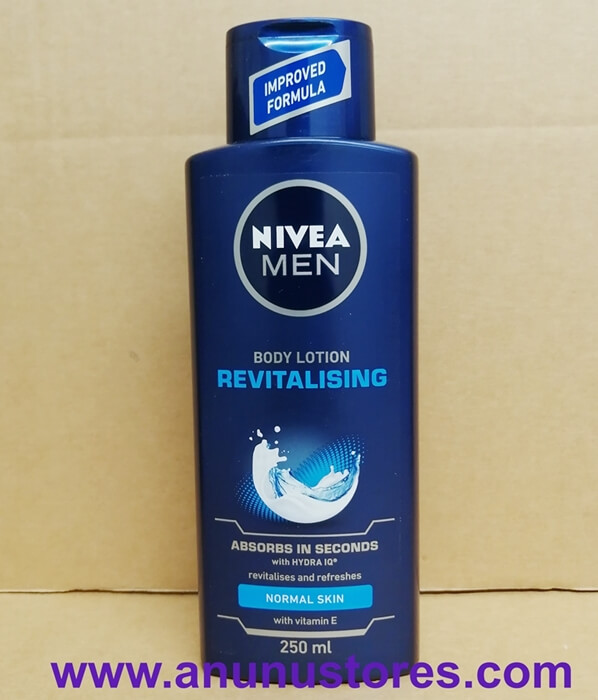 IMPROVED
FORMULA
NIVEA
MEN
BODY LOTION
REVITALISING
ABSORBS IN SECONDS
with HYDRA IQ®
revitalises and refreshes
NORMAL SKIN
with vitamin E
250 ml
www.anunustores.com